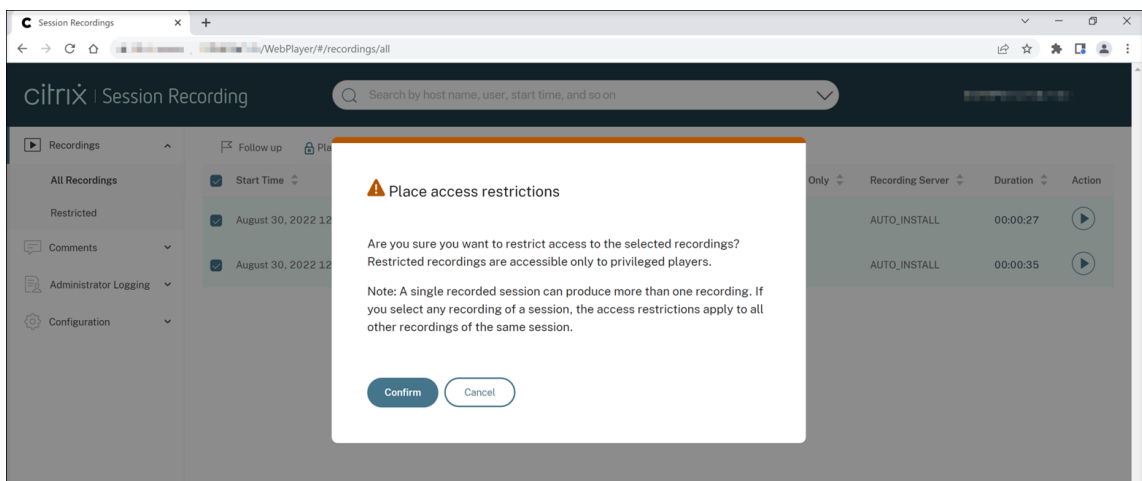 Session Recordings
/WebPlayer/#/recordings/all
citrix | Session Recording
Search by host name, user, start time, and so on
Recordings
Follow up
All Recordings
Start Time
Only
Recording Server
Duration
Action
Restricted
August 30, 2022 12
AUTO_INSTALL
00:00:27
Comments
August 30, 2022 12
AUTO_INSTALL
00:00:35
Administrator Logging
Configuration
Place access restrictions
Are you sure you want to restrict access to the selected recordings?
Restricted recordings are accessible only to privileged players.
Note: A single recorded session can produce more than one recording. If
you select any recording of a session, the access restrictions apply to all
other recordings of the same session.
Confirm
Cancel